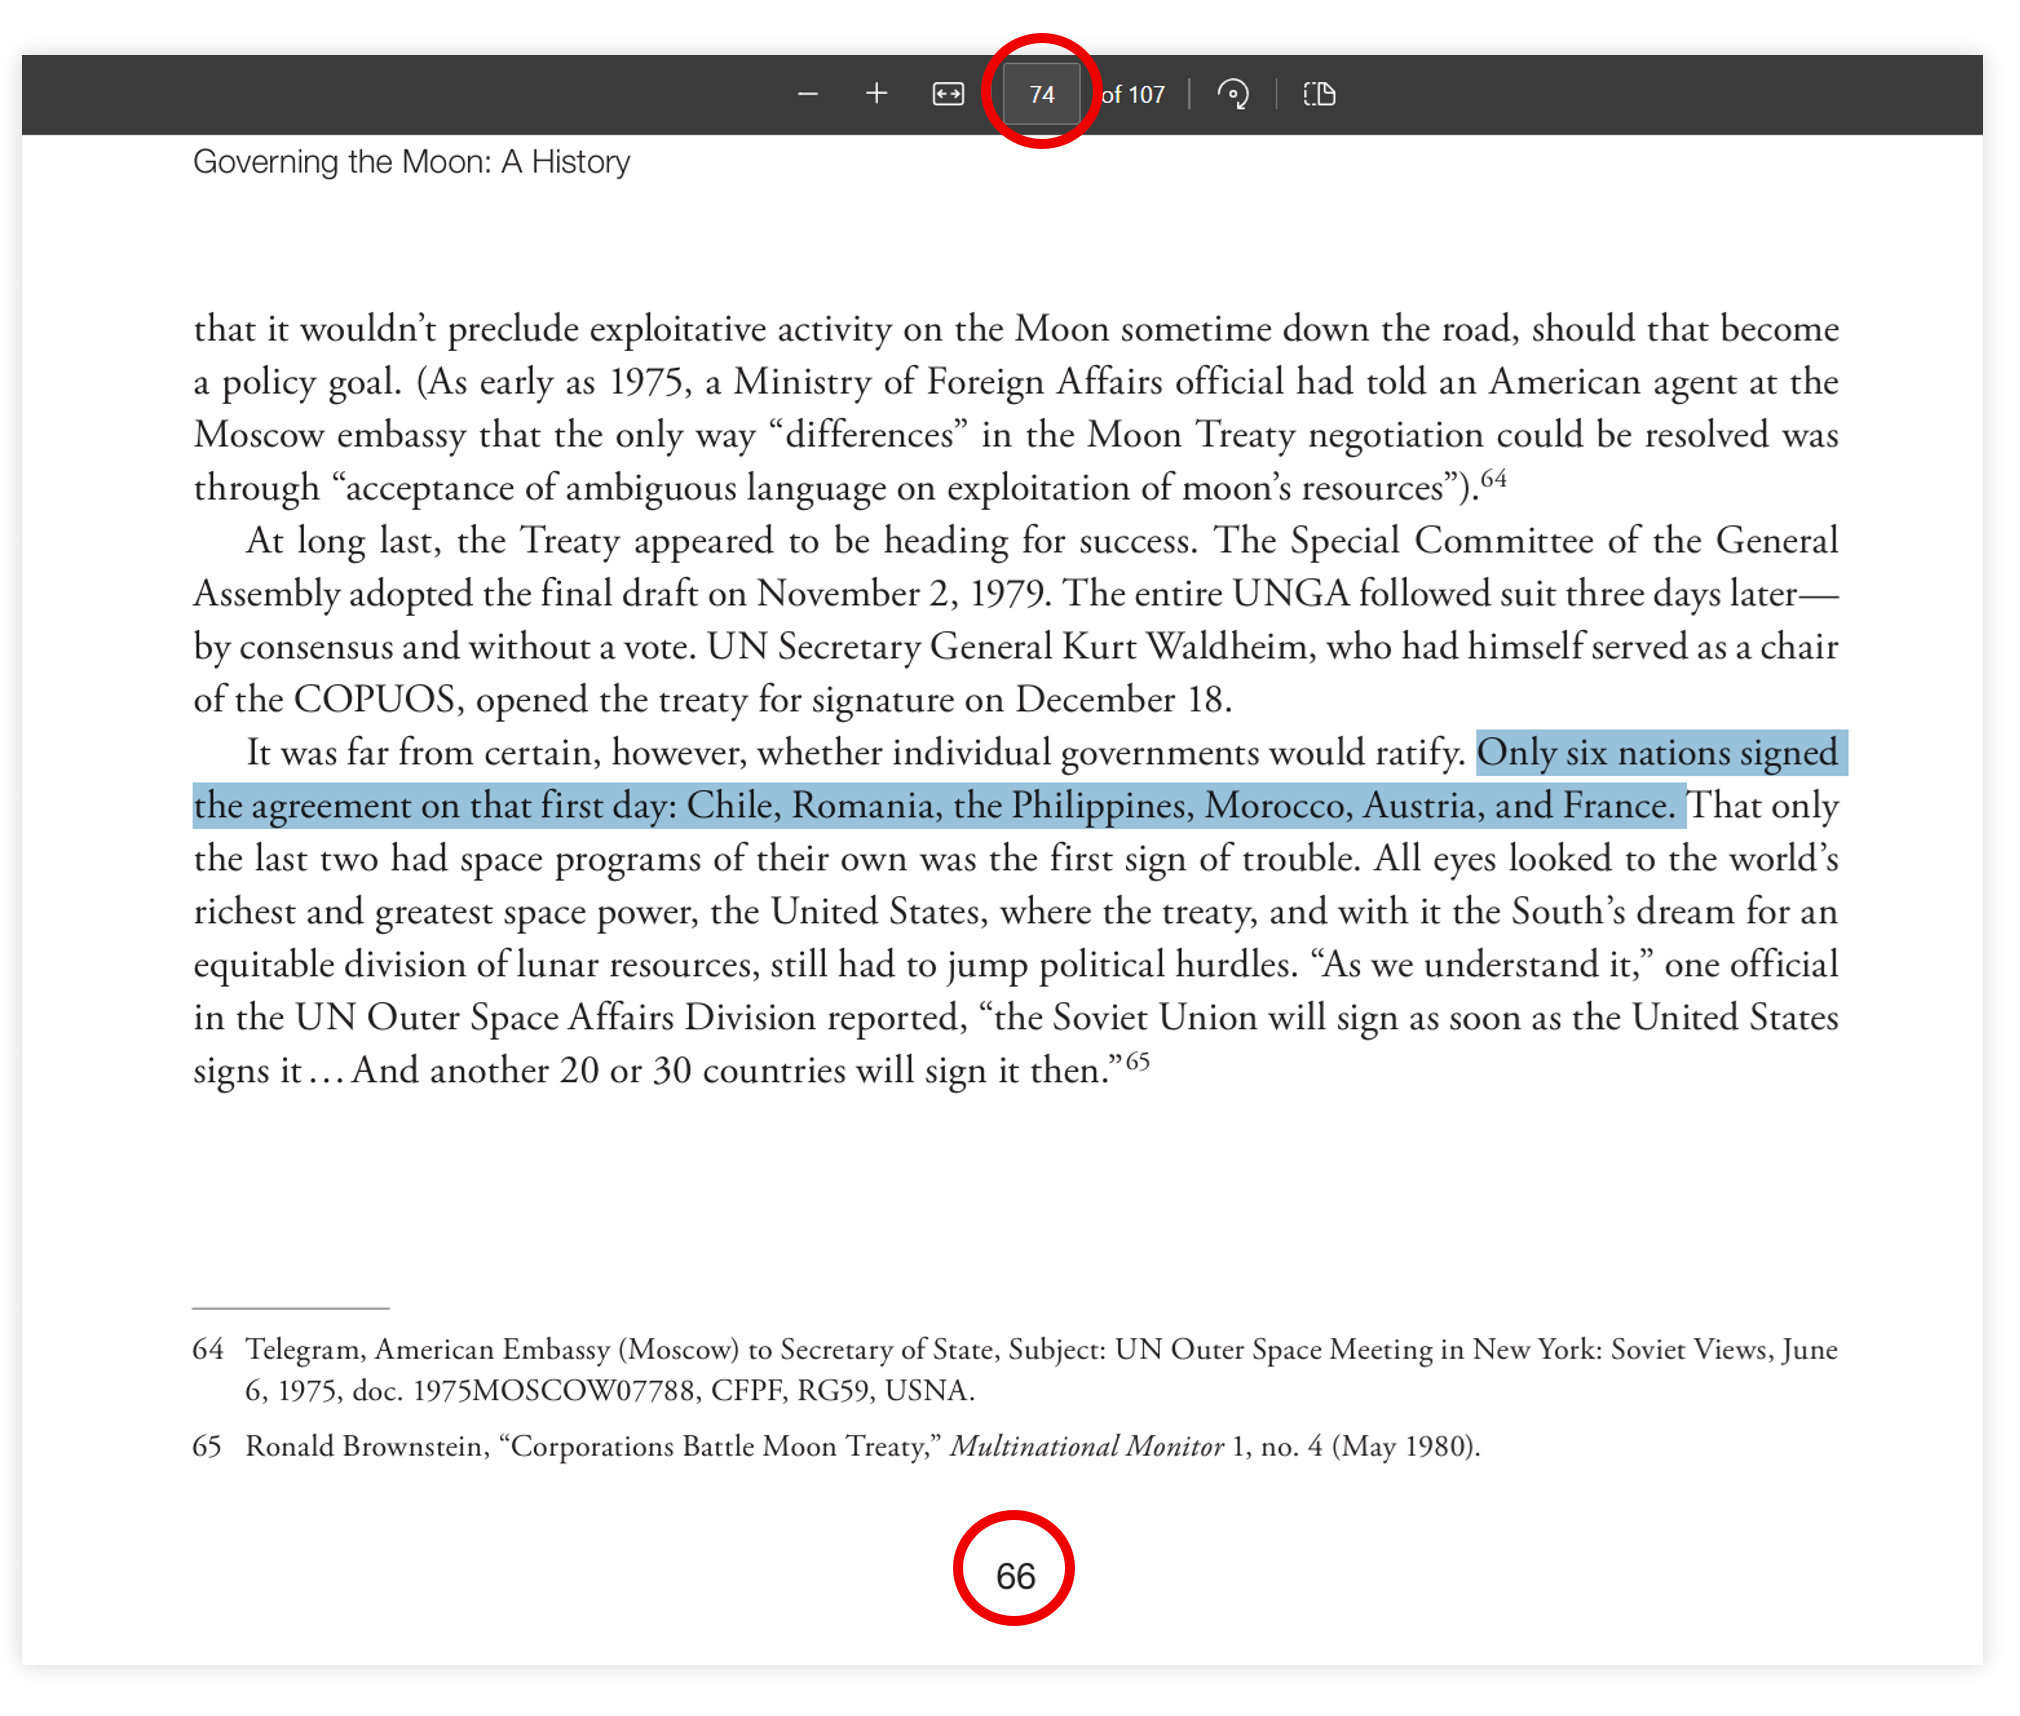 74 of 107
Governing the Moon: A History
that it wouldn’t preclude exploitative activity on the Moon sometime down the road, should that become
a policy goal. (As early as 1975, a Ministry of Foreign Affairs official had told an American agent at the
Moscow embassy that the only way “differences” in the Moon Treaty negotiation could be resolved was
through “acceptance of ambiguous language on exploitation of moon’s resources”).64
At long last, the Treaty appeared to be heading for success. The Special Committee of the General
Assembly adopted the final draft on November 2, 1979. The entire UNGA followed suit three days later—
by consensus and without a vote. UN Secretary General Kurt Waldheim, who had himself served as a chair
of the COPUOS, opened the treaty for signature on December 18.
It was far from certain, however, whether individual governments would ratify. Only six nations signed
the agreement on that first day: Chile, Romania, the Philippines, Morocco, Austria, and France. That only
the last two had space programs of their own was the first sign of trouble. All eyes looked to the world’s
richest and greatest space power, the United States, where the treaty, and with it the South’s dream for an
equitable division of lunar resources, still had to jump political hurdles. “As we understand it,” one official
in the UN Outer Space Affairs Division reported, “the Soviet Union will sign as soon as the United States
signs it…And another 20 or 30 countries will sign it then.”65
64 Telegram, American Embassy (Moscow) to Secretary of State, Subject: UN Outer Space Meeting in New York: Soviet Views, June
6, 1975, doc. 1975MOSCOW07788, CFPF, RG59, USNA.
65 Ronald Brownstein, “Corporations Battle Moon Treaty,” Multinational Monitor 1, no. 4 (May 1980).
66